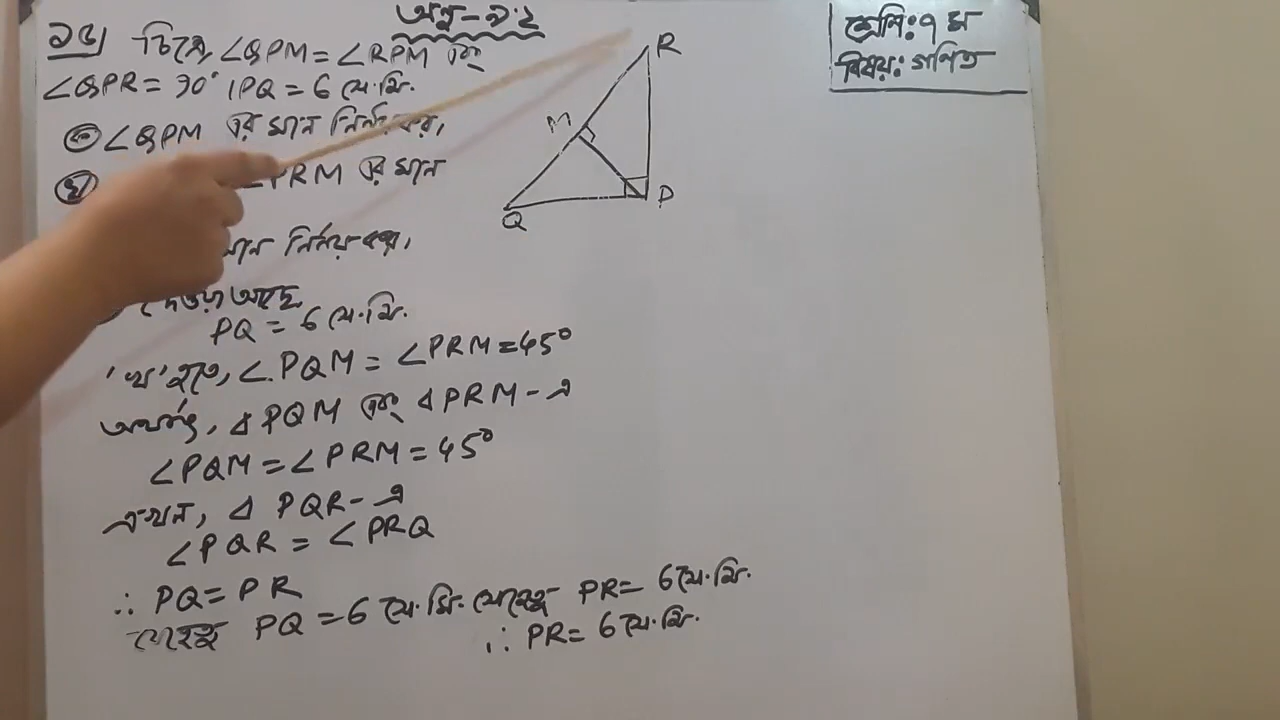 অনু-৯.২
শ্রেণি: ৭ম
বিষয়: গণিত
১৫। চিত্রে ∠QPM = ∠RPM এবং
∠QPR = 90° । PQ = 6 সে.মি.
ক) ∠QPM এর মান নির্ণয় কর।
খ) ∠PRM এর মান
মান নির্ণয় কর।
R
M
P
Q
দেওয়া আছে
PQ = 6 সে.মি.
'খ' হতে, ∠PQM = ∠PRM = 45°
অর্থাৎ, Δ PQM এবং Δ PRM - এ
∠PQM = ∠PRM = 45°
এখন, Δ PQR - এ
∠PQR = ∠PRQ
∴ PQ = PR
যেহেতু PQ = 6 সে.মি. সেহেতু PR = 6 সে.মি.
∴ PR = 6 সে.মি.